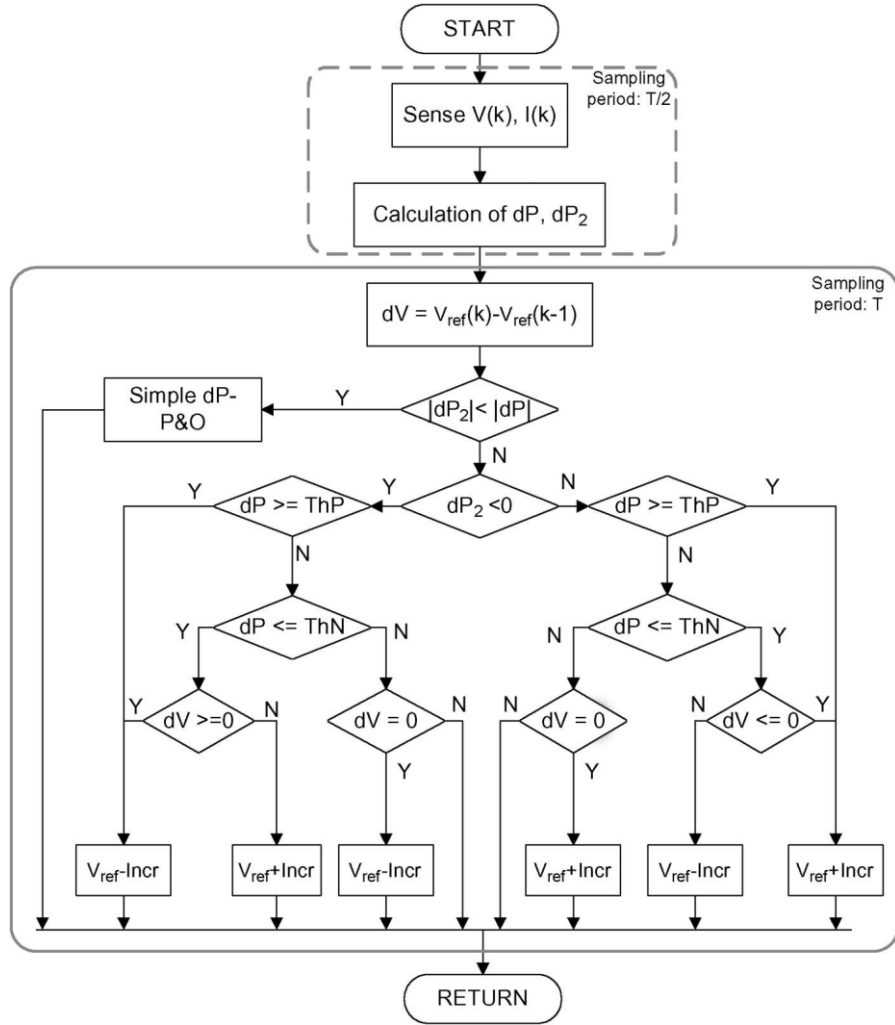 START
Sampling
period: T/2
Sense V(k), I(k)
Calculation of dP, dP₂
Sampling
period: T
dV = Vref(k)-Vref(k-1)
Simple dP-
P&O
Y
|dP₂|< |dP|
N
Y
dP >= ThP
Y
dP₂ <0
N
dP >= ThP
Y
N
N
Y
dP <= ThN
N
N
dP <= ThN
Y
Y
dV >=0
N
dV = 0
N
N
dV = 0
N
dV <= 0
Y
Y
Y
Vref-Incr
Vref+Incr
Vref-Incr
Vref+Incr
Vref-Incr
Vref+Incr
RETURN